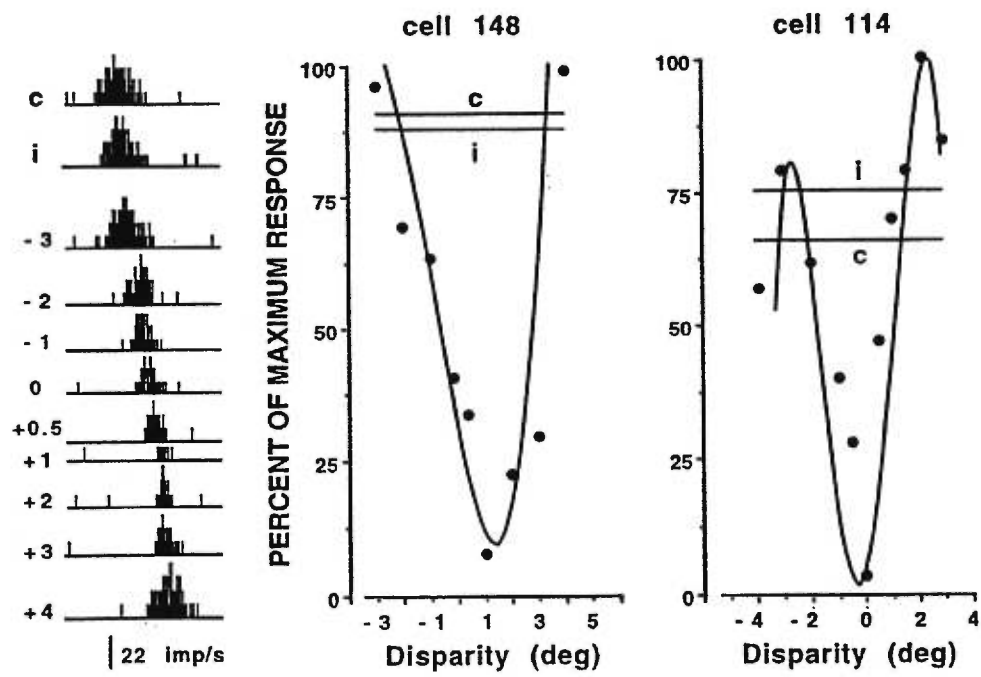 c
i
- 3
- 2
- 1
0
+0.5
+1
+2
+3
+4
22 imp/s
cell 148
PERCENT OF MAXIMUM RESPONSE
100
75
50
25
0
c
i
- 3 - 1 1 3 5
Disparity (deg)
cell 114
100
75
50
25
0
i
c
- 4 - 2 0 2 4
Disparity (deg)